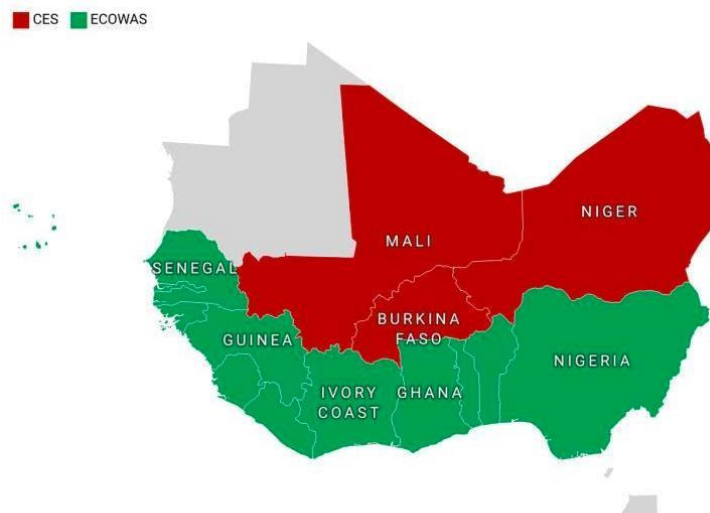 CES ECOWAS
NIGER
MALI
SENEGAL
BURKINA
FASO
GUINEA
NIGERIA
IVORY
COAST
GHANA